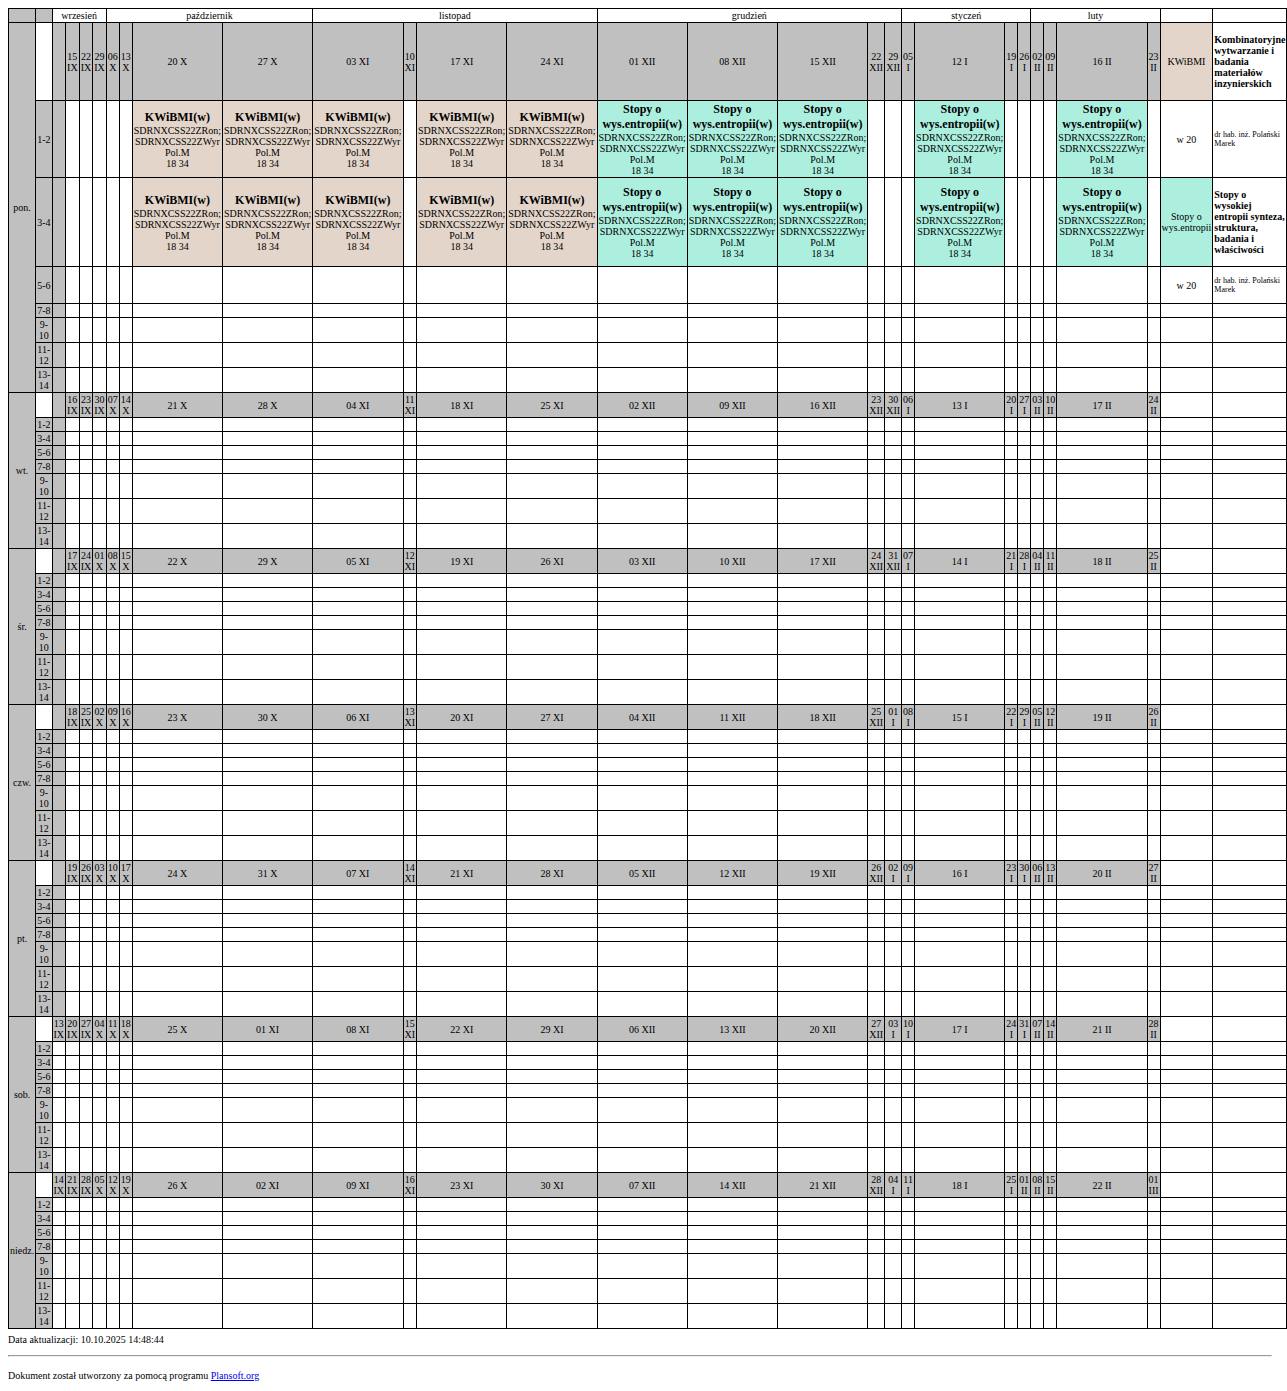 wrzesień październik listopad grudzień styczeń luty
pon. 15 IX 22 IX 29 IX 06 X 13 X 20 X 27 X 03 XI 10 XI 17 XI 24 XI 01 XII 08 XII 15 XII 22 XII 29 XII 05 I 12 I 19 I 26 I 02 II 09 II 16 II 23 II KWiBMI Kombinatoryjne wytwarzanie i badania materiałów inzynierskich
1-2 KWiBMI(w) KWiBMI(w) KWiBMI(w) KWiBMI(w) KWiBMI(w) Stopy o wys.entropii(w) Stopy o wys.entropii(w) Stopy o wys.entropii(w) Stopy o wys.entropii(w) Stopy o wys.entropii(w) w 20 dr hab. inż. Polański Marek
SDRNXCSS22ZRon; SDRNXCSS22ZRon; SDRNXCSS22ZRon; SDRNXCSS22ZRon; SDRNXCSS22ZRon; SDRNXCSS22ZRon; SDRNXCSS22ZRon; SDRNXCSS22ZRon; SDRNXCSS22ZRon; SDRNXCSS22ZRon;
SDRNXCSS22ZWyr SDRNXCSS22ZWyr SDRNXCSS22ZWyr SDRNXCSS22ZWyr SDRNXCSS22ZWyr SDRNXCSS22ZWyr SDRNXCSS22ZWyr SDRNXCSS22ZWyr SDRNXCSS22ZWyr SDRNXCSS22ZWyr
Pol.M Pol.M Pol.M Pol.M Pol.M Pol.M Pol.M Pol.M Pol.M Pol.M
18 34 18 34 18 34 18 34 18 34 18 34 18 34 18 34 18 34 18 34
3-4 KWiBMI(w) KWiBMI(w) KWiBMI(w) KWiBMI(w) KWiBMI(w) Stopy o wys.entropii(w) Stopy o wys.entropii(w) Stopy o wys.entropii(w) Stopy o wys.entropii(w) Stopy o wys.entropii(w) Stopy o wys.entropii Stopy o wysokiej entropii synteza, struktura, badania i właściwości
SDRNXCSS22ZRon; SDRNXCSS22ZRon; SDRNXCSS22ZRon; SDRNXCSS22ZRon; SDRNXCSS22ZRon; SDRNXCSS22ZRon; SDRNXCSS22ZRon; SDRNXCSS22ZRon; SDRNXCSS22ZRon; SDRNXCSS22ZRon;
SDRNXCSS22ZWyr SDRNXCSS22ZWyr SDRNXCSS22ZWyr SDRNXCSS22ZWyr SDRNXCSS22ZWyr SDRNXCSS22ZWyr SDRNXCSS22ZWyr SDRNXCSS22ZWyr SDRNXCSS22ZWyr SDRNXCSS22ZWyr
Pol.M Pol.M Pol.M Pol.M Pol.M Pol.M Pol.M Pol.M Pol.M Pol.M
18 34 18 34 18 34 18 34 18 34 18 34 18 34 18 34 18 34 18 34
5-6 w 20 dr hab. inż. Polański Marek
7-8
9-10
11-12
13-14
wt. 16 IX 23 IX 30 IX 07 X 14 X 21 X 28 X 04 XI 11 XI 18 XI 25 XI 02 XII 09 XII 16 XII 23 XII 30 XII 06 I 13 I 20 I 27 I 03 II 10 II 17 II 24 II
1-2
3-4
5-6
7-8
9-10
11-12
13-14
śr. 17 IX 24 IX 01 X 08 X 15 X 22 X 29 X 05 XI 12 XI 19 XI 26 XI 03 XII 10 XII 17 XII 24 XII 31 XII 07 I 14 I 21 I 28 I 04 II 11 II 18 II 25 II
1-2
3-4
5-6
7-8
9-10
11-12
13-14
czw. 18 IX 25 IX 02 X 09 X 16 X 23 X 30 X 06 XI 13 XI 20 XI 27 XI 04 XII 11 XII 18 XII 25 XII 01 I 08 I 15 I 22 I 29 I 05 II 12 II 19 II 26 II
1-2
3-4
5-6
7-8
9-10
11-12
13-14
pt. 19 IX 26 IX 03 X 10 X 17 X 24 X 31 X 07 XI 14 XI 21 XI 28 XI 05 XII 12 XII 19 XII 26 XII 02 I 09 I 16 I 23 I 30 I 06 II 13 II 20 II 27 II
1-2
3-4
5-6
7-8
9-10
11-12
13-14
sob. 13 IX 20 IX 27 IX 04 X 11 X 18 X 25 X 01 XI 08 XI 15 XI 22 XI 29 XI 06 XII 13 XII 20 XII 27 XII 03 I 10 I 17 I 24 I 31 I 07 II 14 II 21 II 28 II
1-2
3-4
5-6
7-8
9-10
11-12
13-14
niedz. 14 IX 21 IX 28 IX 05 X 12 X 19 X 26 X 02 XI 09 XI 16 XI 23 XI 30 XI 07 XII 14 XII 21 XII 28 XII 04 I 11 I 18 I 25 I 01 II 08 II 15 II 22 II 01 III
1-2
3-4
5-6
7-8
9-10
11-12
13-14
Data aktualizacji: 10.10.2025 14:48:44
Dokument został utworzony za pomocą programu Plansoft.org